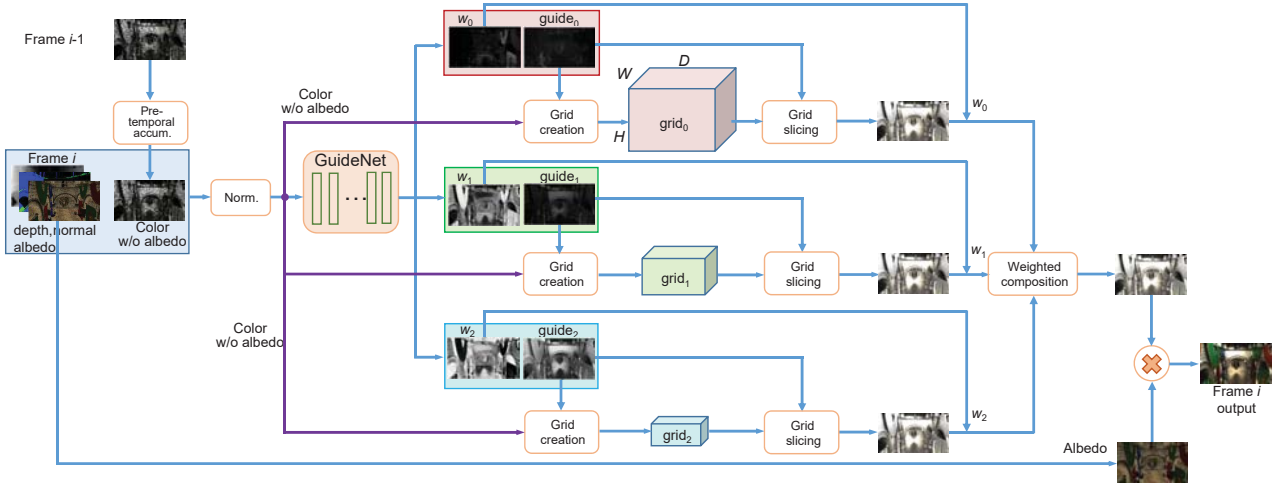 Frame i-1
Pre-
temporal
accum.
Frame i
depth,normal
albedo
Color
w/o albedo
Norm.
GuideNet
...
Color
w/o albedo
Color
w/o albedo
w0
guiden
Grid
creation
W
D
H
grid0
Grid
slicing
w0
w1
guide1
Grid
creation
grid1
Grid
slicing
w1
Weighted
composition
w2
guide2
Grid
creation
grid2
Grid
slicing
w2
Albedo
Frame i
output